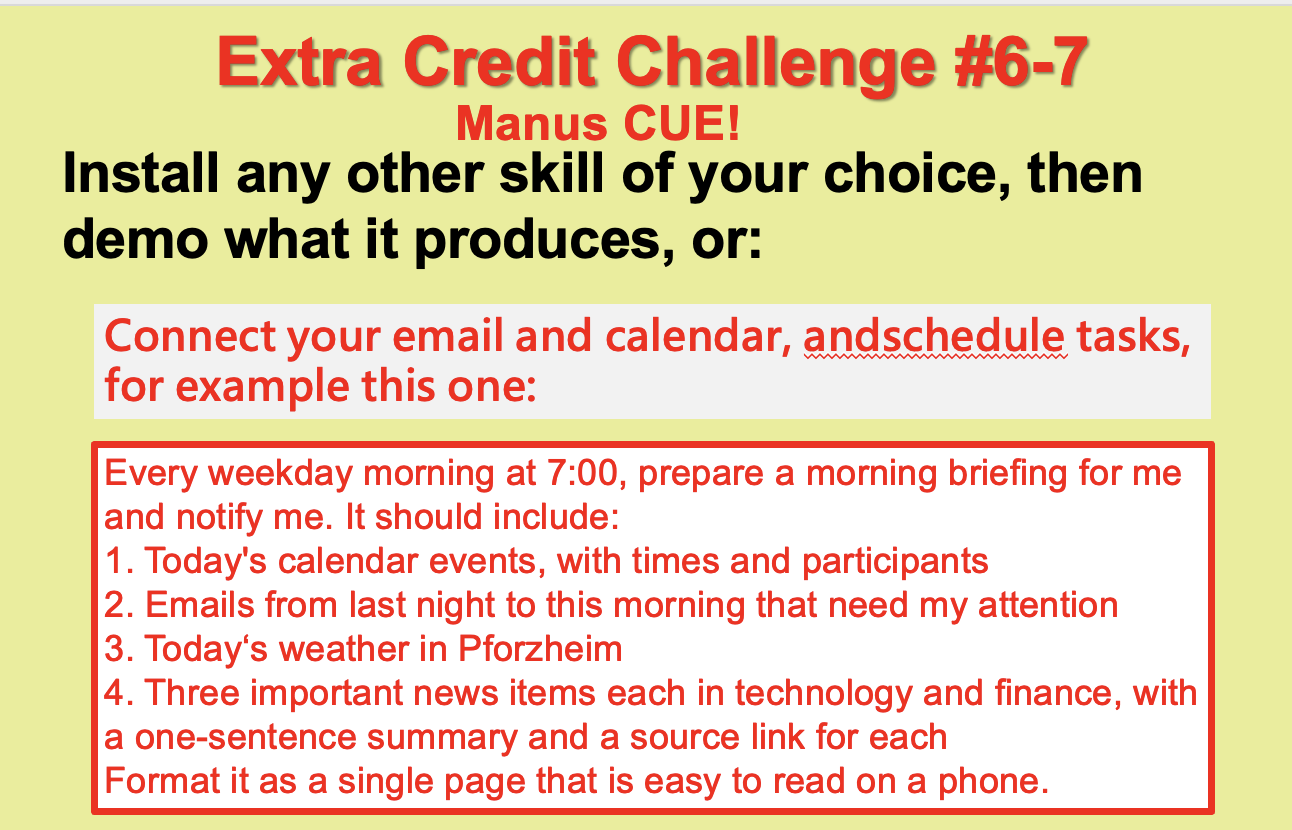 Extra Credit Challenge #6-7
Manus CUE!
Install any other skill of your choice, then
demo what it produces, or:
Connect your email and calendar, andschedule tasks,
for example this one:
Every weekday morning at 7:00, prepare a morning briefing for me
and notify me. It should include:
1. Today's calendar events, with times and participants
2. Emails from last night to this morning that need my attention
3. Today‘s weather in Pforzheim
4. Three important news items each in technology and finance, with
a one-sentence summary and a source link for each
Format it as a single page that is easy to read on a phone.